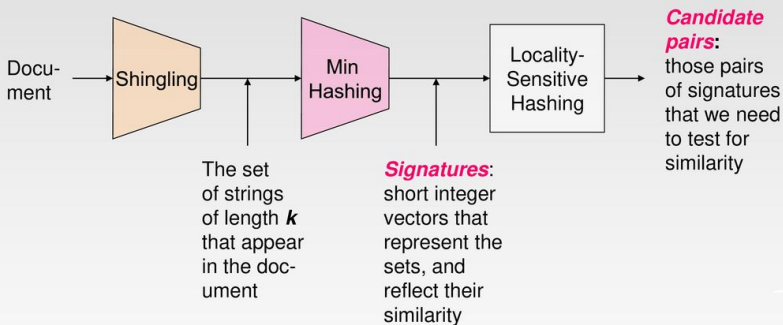 Docu-
ment
Shingling
The set
of strings
of length k
that appear
in the doc-
ument
Min
Hashing
Signatures:
short integer
vectors that
represent the
sets, and
reflect their
similarity
Locality-
Sensitive
Hashing
Candidate
pairs:
those pairs
of signatures
that we need
to test for
similarity